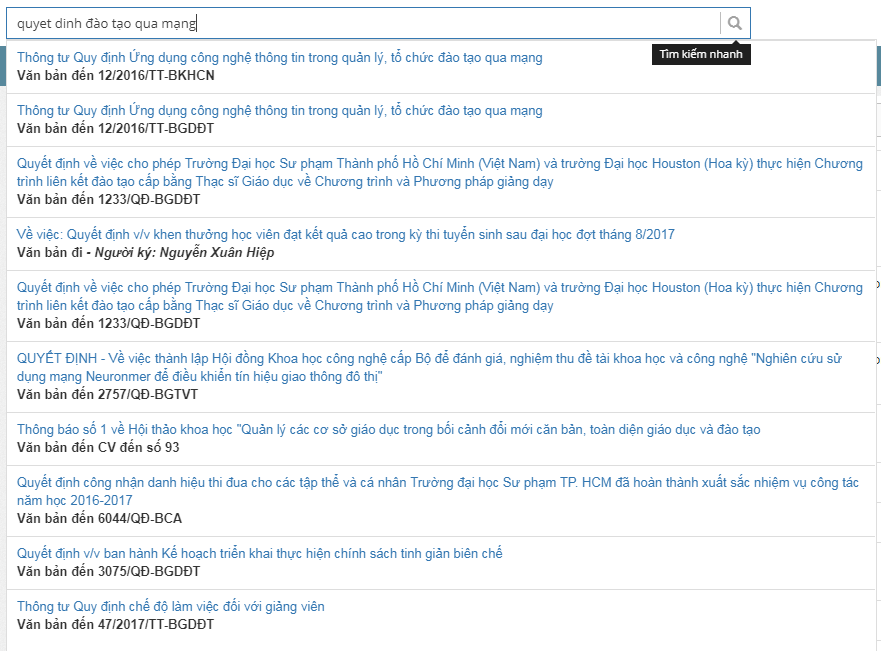 quyet dinh đào tạo qua mạng
Tìm kiếm nhanh
Thông tư Quy định Ứng dụng công nghệ thông tin trong quản lý, tổ chức đào tạo qua mạng
Văn bản đến 12/2016/TT-BKHCN
Thông tư Quy định Ứng dụng công nghệ thông tin trong quản lý, tổ chức đào tạo qua mạng
Văn bản đến 12/2016/TT-BGDĐT
Quyết định về việc cho phép Trường Đại học Sư phạm Thành phố Hồ Chí Minh (Việt Nam) và trường Đại học Houston (Hoa kỳ) thực hiện Chương
trình liên kết đào tạo cấp bằng Thạc sĩ Giáo dục về Chương trình và Phương pháp giảng dạy
Văn bản đến 1233/QĐ-BGDĐT
Về việc: Quyết định v/v khen thưởng học viên đạt kết quả cao trong kỳ thi tuyển sinh sau đại học đợt tháng 8/2017
Văn bản đi - Người ký: Nguyễn Xuân Hiệp
Quyết định về việc cho phép Trường Đại học Sư phạm Thành phố Hồ Chí Minh (Việt Nam) và trường Đại học Houston (Hoa kỳ) thực hiện Chương
trình liên kết đào tạo cấp bằng Thạc sĩ Giáo dục về Chương trình và Phương pháp giảng dạy
Văn bản đến 1233/QĐ-BGDĐT
QUYẾT ĐỊNH - Về việc thành lập Hội đồng Khoa học công nghệ cấp Bộ để đánh giá, nghiệm thu đề tài khoa học và công nghệ "Nghiên cứu sử
dụng mạng Neuronmer để điều khiển tín hiệu giao thông đô thị"
Văn bản đến 2757/QĐ-BGTVT
Thông báo số 1 về Hội thảo khoa học "Quản lý các cơ sở giáo dục trong bối cảnh đổi mới căn bản, toàn diện giáo dục và đào tạo
Văn bản đến CV đến số 93
Quyết định công nhận danh hiệu thi đua cho các tập thể và cá nhân Trường đại học Sư phạm TP. HCM đã hoàn thành xuất sắc nhiệm vụ công tác
năm học 2016-2017
Văn bản đến 6044/QĐ-BCA
Quyết định v/v ban hành Kế hoạch triển khai thực hiện chính sách tinh giản biên chế
Văn bản đến 3075/QĐ-BGDĐT
Thông tư Quy định chế độ làm việc đối với giảng viên
Văn bản đến 47/2017/TT-BGDĐT